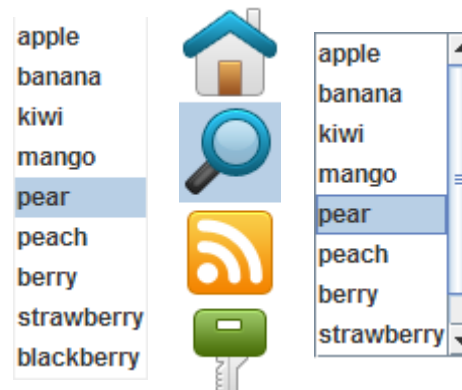 apple
banana
kiwi
mango
pear
peach
berry
strawberry
blackberry
apple
banana
kiwi
mango
pear
peach
berry
strawberry